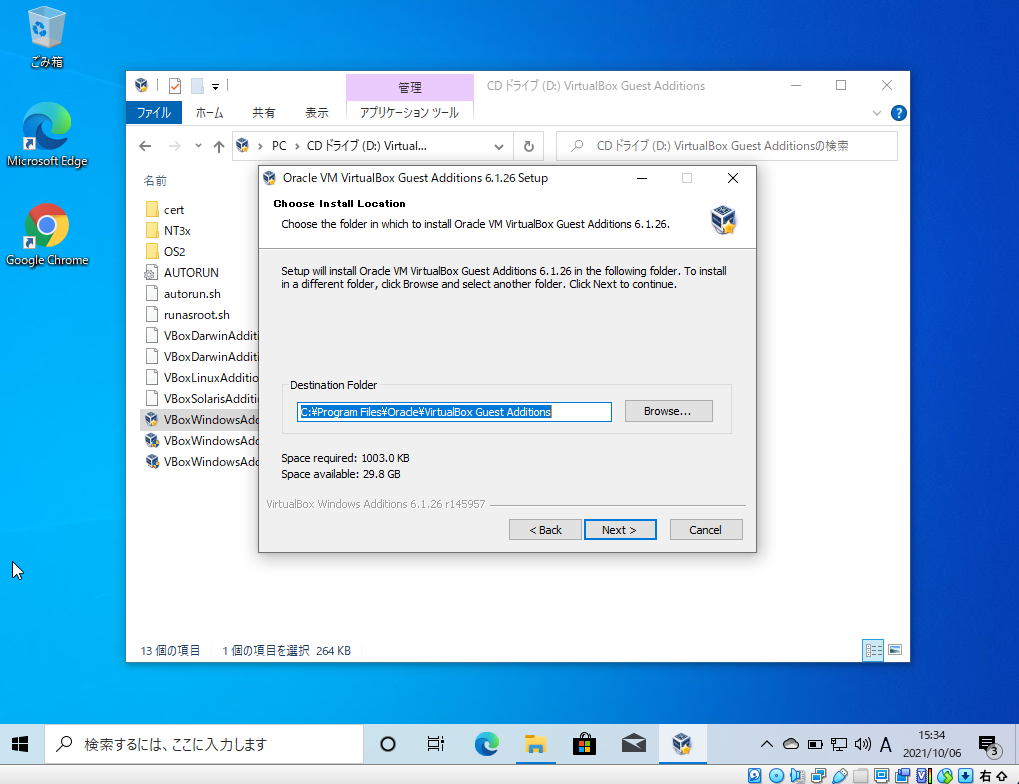 ごみ箱
Microsoft Edge
Google Chrome
管理
CD ドライブ (D:) VirtualBox Guest Additions
ファイル
ホーム
共有
表示
アプリケーション ツール
PC
CD ドライブ (D:) Virtual...
CD ドライブ (D:) VirtualBox Guest Additionsの検索
名前
cert
NT3x
OS2
AUTORUN
autorun.sh
runasroot.sh
VBoxDarwinAdditi
VBoxDarwinAdditi
VBoxLinuxAdditio
VBoxSolarisAdditi
VBoxWindowsAdd
VBoxWindowsAdd
VBoxWindowsAdd
Oracle VM VirtualBox Guest Additions 6.1.26 Setup
Choose Install Location
Choose the folder in which to install Oracle VM VirtualBox Guest Additions 6.1.26.
Setup will install Oracle VM VirtualBox Guest Additions 6.1.26 in the following folder. To install
in a different folder, click Browse and select another folder. Click Next to continue.
Destination Folder
C:¥Program Files¥Oracle¥VirtualBox Guest Additions
Browse...
Space required: 1003.0 KB
Space available: 29.8 GB
VirtualBox Windows Additions 6.1.26 r145957
< Back
Next >
Cancel
13 個の項目
1 個の項目を選択 264 KB
検索するには、ここに入力します
A
15:34
2021/10/06
3
右